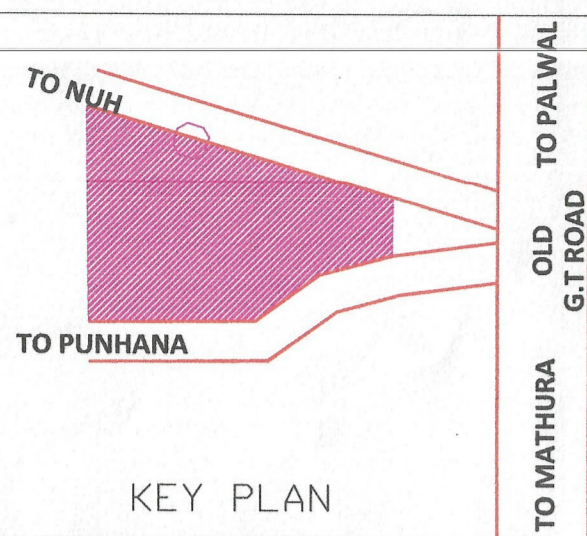 TO NUH
TO PALWAL
OLD
G.T ROAD
TO PUNHANA
TO MATHURA
KEY PLAN